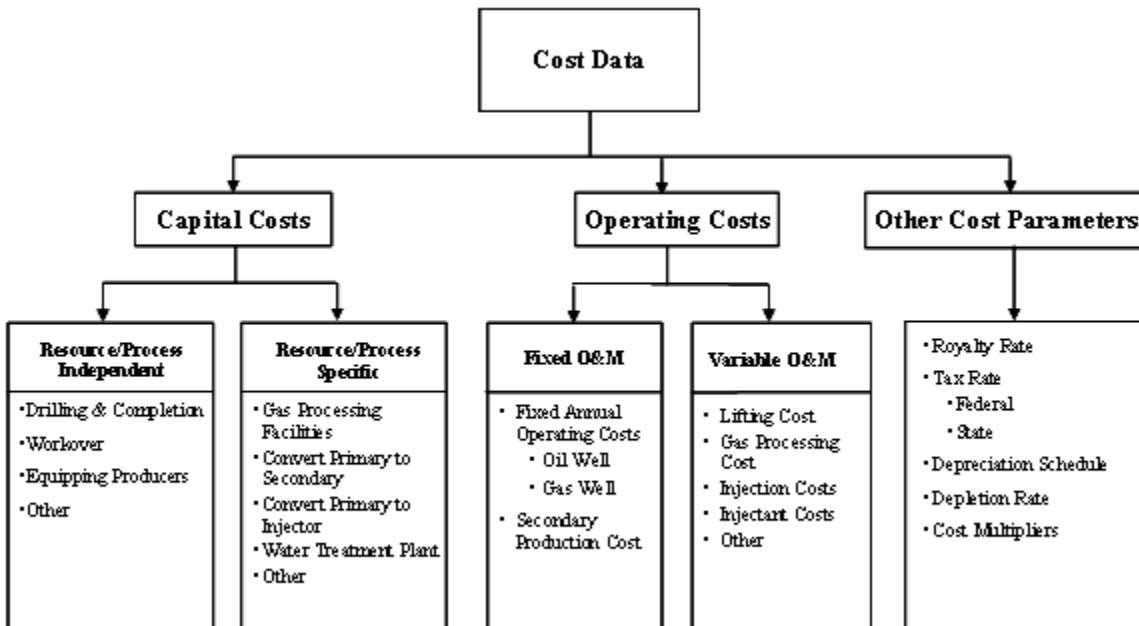 Cost Data
Capital Costs
Operating Costs
Other Cost Parameters
Resource/Process
Independent
•Drilling & Completion
•Workover
•Equipping Producers
•Other
Resource/Process
Specific
•Gas Processing
Facilities
•Convert Primary to
Secondary
•Convert Primary to
Injector
•Water Treatment Plant
•Other
Fixed O&M
• Fixed Annual
Operating Costs
• Oil Well
• Gas Well
• Secondary
Production Cost
Variable O&M
• Lifting Cost
• Gas Processing
Cost
• Injection Costs
• Injectant Costs
• Other
• Royalty Rate
• Tax Rate
• Federal
• State
• Depreciation Schedule
• Depletion Rate
• Cost Multipliers